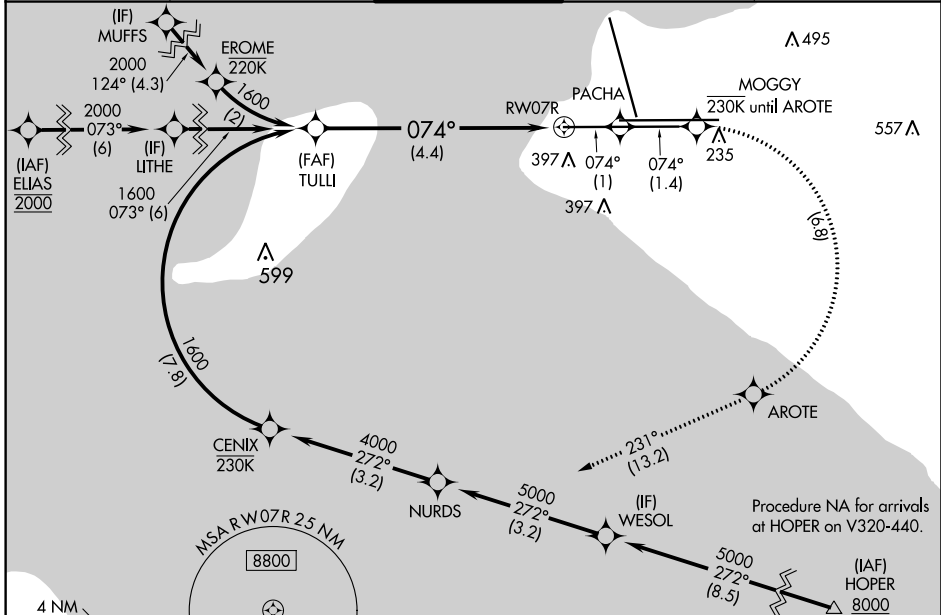 (IF)
MUFFS
2000
124° (4.3)
EROME
220K
1600
(2)
2000
073°
(6)
(IAF)
ELIAS
2000
(IF)
LITHE
1600
073° (6)
(FAF)
TULLI
074°
(4.4)
RW07R
PACHA
MOGGY
230K until AROTE
495
557
235
397
074°
(1)
074°
(1.4)
397
(6.8)
599
1600
(7.8)
CENIX
230K
4000
272°
(3.2)
NURDS
5000
272°
(3.2)
(IF)
WESOL
231°
(13.2)
AROTE
Procedure NA for arrivals
at HOPER on V320-440.
5000
272°
(8.5)
(IAF)
HOPER
8000
MSA RW07R 25 NM
8800
4 NM